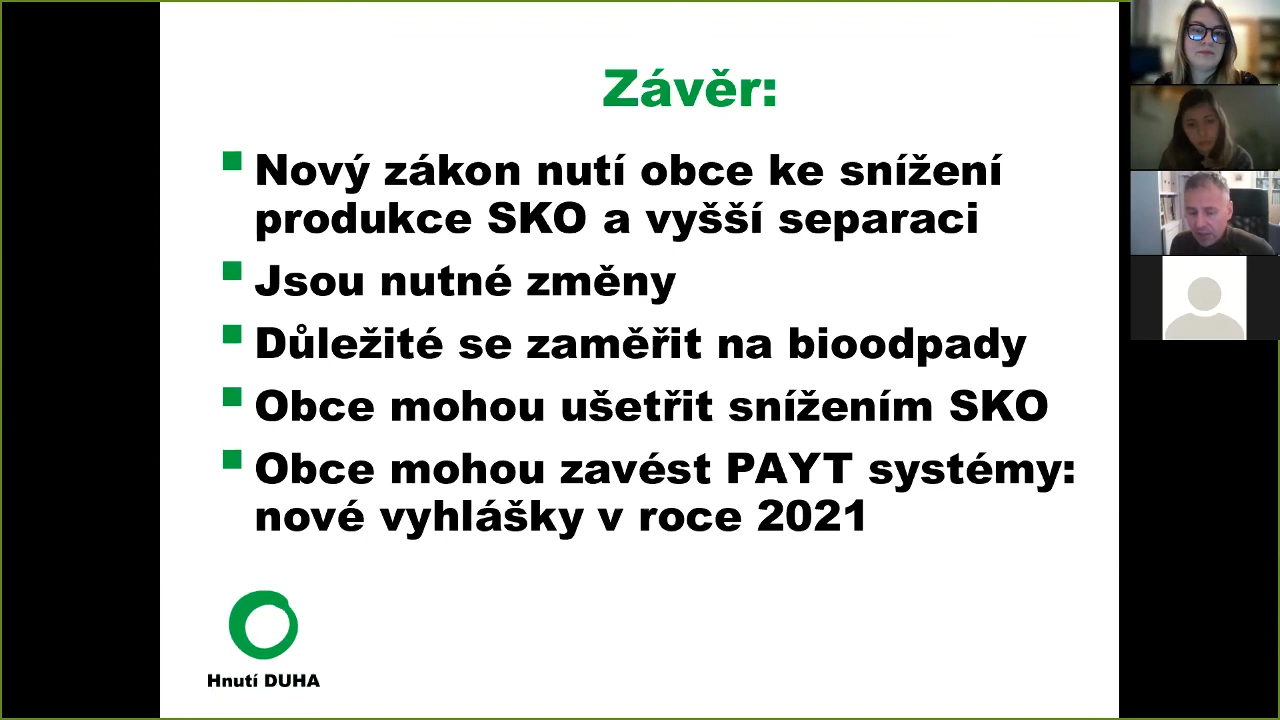 Závěr:
Nový zákon nutí obce ke snížení
produkce SKO a vyšší separaci
Jsou nutné změny
Důležité se zaměřit na bioodpady
Obce mohou ušetřit snížením SKO
Obce mohou zavést PAYT systémy:
nové vyhlášky v roce 2021
Hnutí DUHA